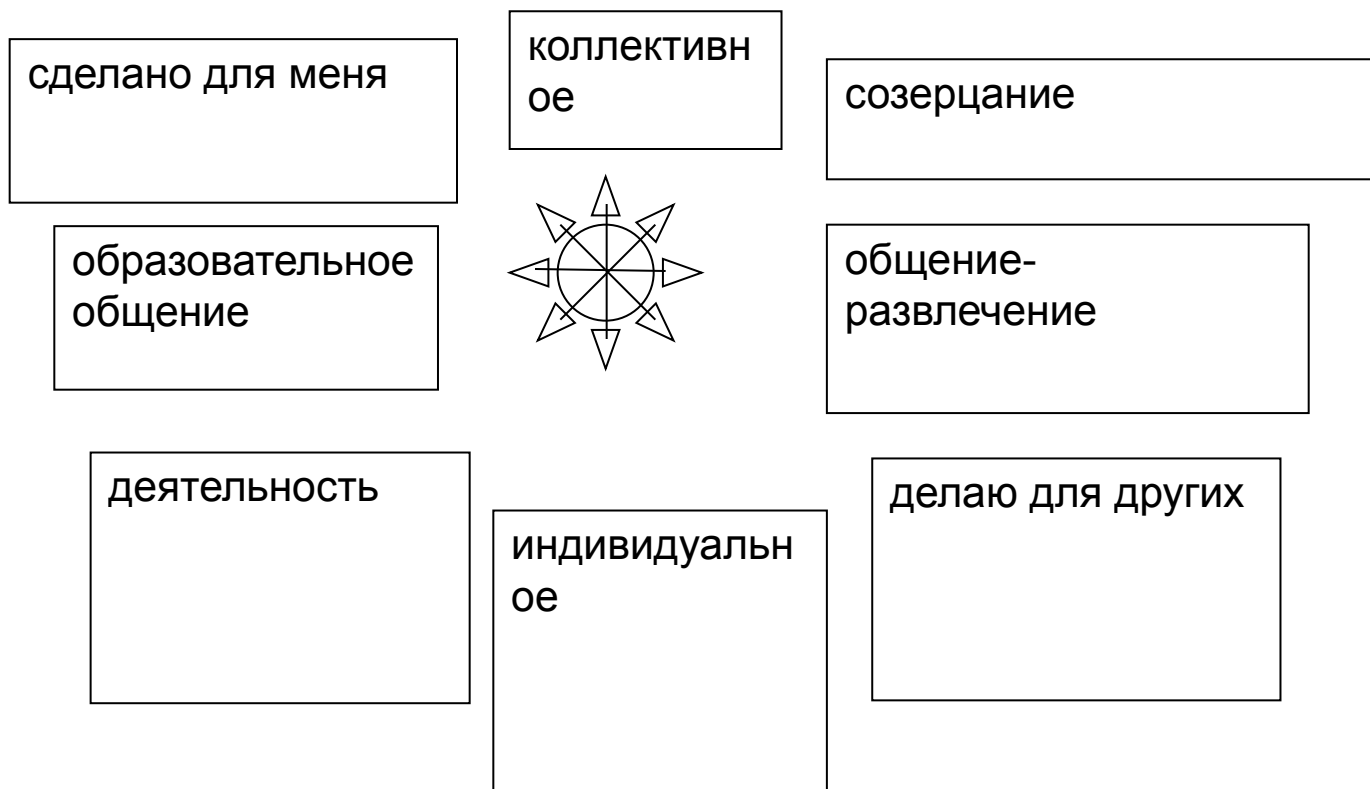 сделано для меня
коллективн
ое
созерцание
образовательное
общение
общение-
развлечение
деятельность
индивидуальн
ое
делаю для других